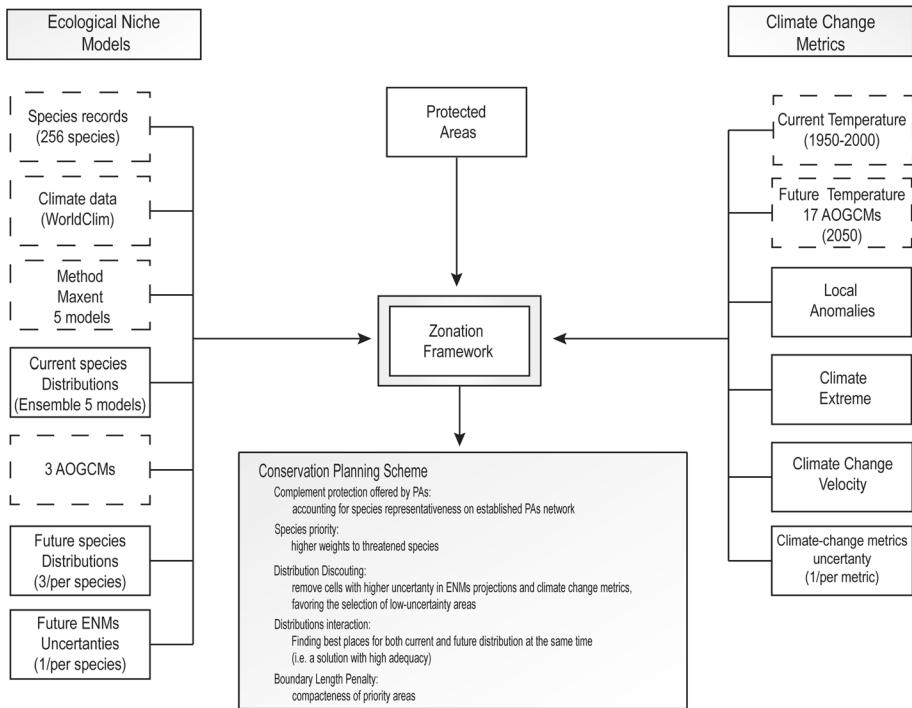 Ecological Niche
Models
Species records
(256 species)
Climate data
(WorldClim)
Method
Maxent
5 models
Current species
Distributions
(Ensemble 5 models)
3 AOGCMs
Future species
Distributions
(3/per species)
Future ENMs
Uncertanties
(1/per species)
Protected
Areas
Zonation
Framework
Conservation Planning Scheme
Complement protection offered by PAs:
accounting for species representativeness on established PAs network
Species priority:
higher weights to threatened species
Distribution Discouting:
remove cells with higher uncertainty in ENMs projections and climate change metrics,
favoring the selection of low-uncertainty areas
Distributions interaction:
Finding best places for both current and future distribution at the same time
(i.e. a solution with high adequacy)
Boundary Length Penalty:
compacteness of priority areas
Climate Change
Metrics
Current Temperature
(1950-2000)
Future Temperature
17 AOGCMs
(2050)
Local
Anomalies
Climate
Extreme
Climate Change
Velocity
Climate-change metrics
uncertanty
(1/per metric)